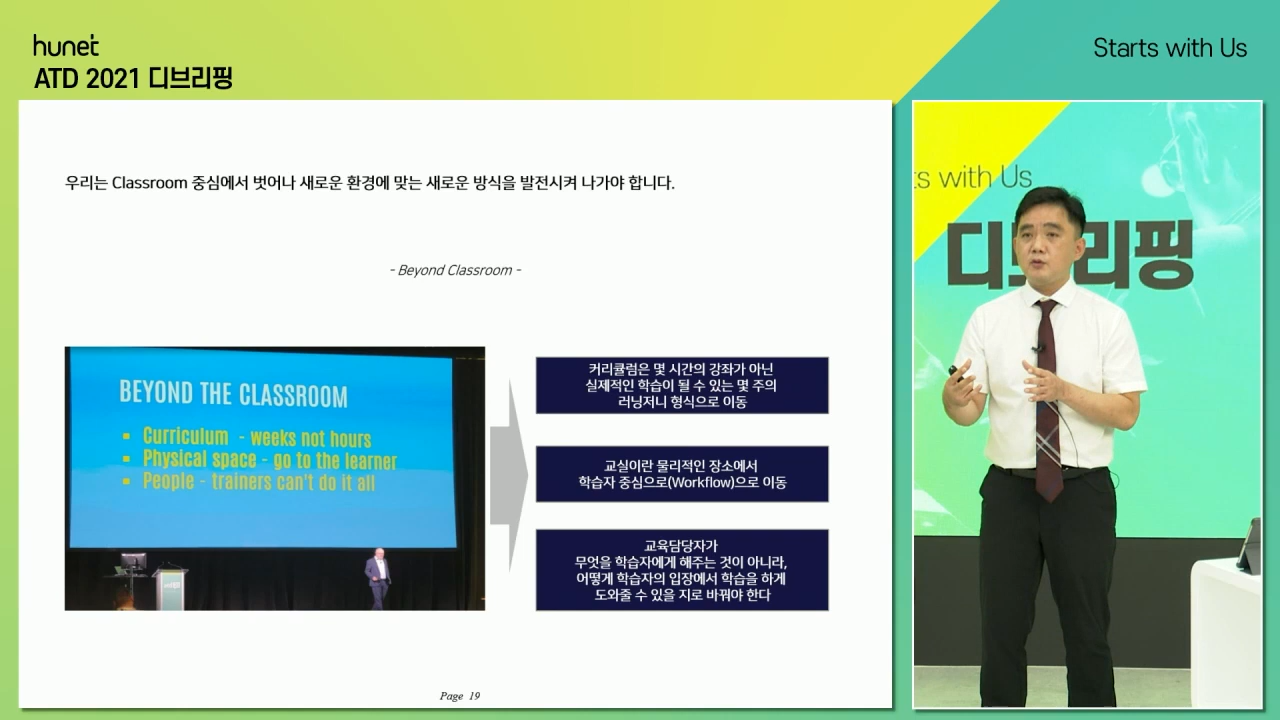 hunet
ATD 2021 디브리핑
Starts with Us
우리는 Classroom 중심에서 벗어나 새로운 환경에 맞는 새로운 방식을 발전시켜 나가야 합니다.
- Beyond Classroom -
BEYOND THE CLASSROOM
▪ Curriculum - weeks not hours
▪ Physical space - go to the learner
▪ People - trainers can't do it all
커리큘럼은 몇 시간의 강좌가 아닌
실제적인 학습이 될 수 있는 몇 주의
러닝저니 형식으로 이동
교실이란 물리적인 장소에서
학습자 중심으로(Workflow)으로 이동
교육담당자가
무엇을 학습자에게 해주는 것이 아니라,
어떻게 학습자의 입장에서 학습을 하게
도와줄 수 있을 지로 바꿔야 한다
Page 19
ts with Us
디브리핑